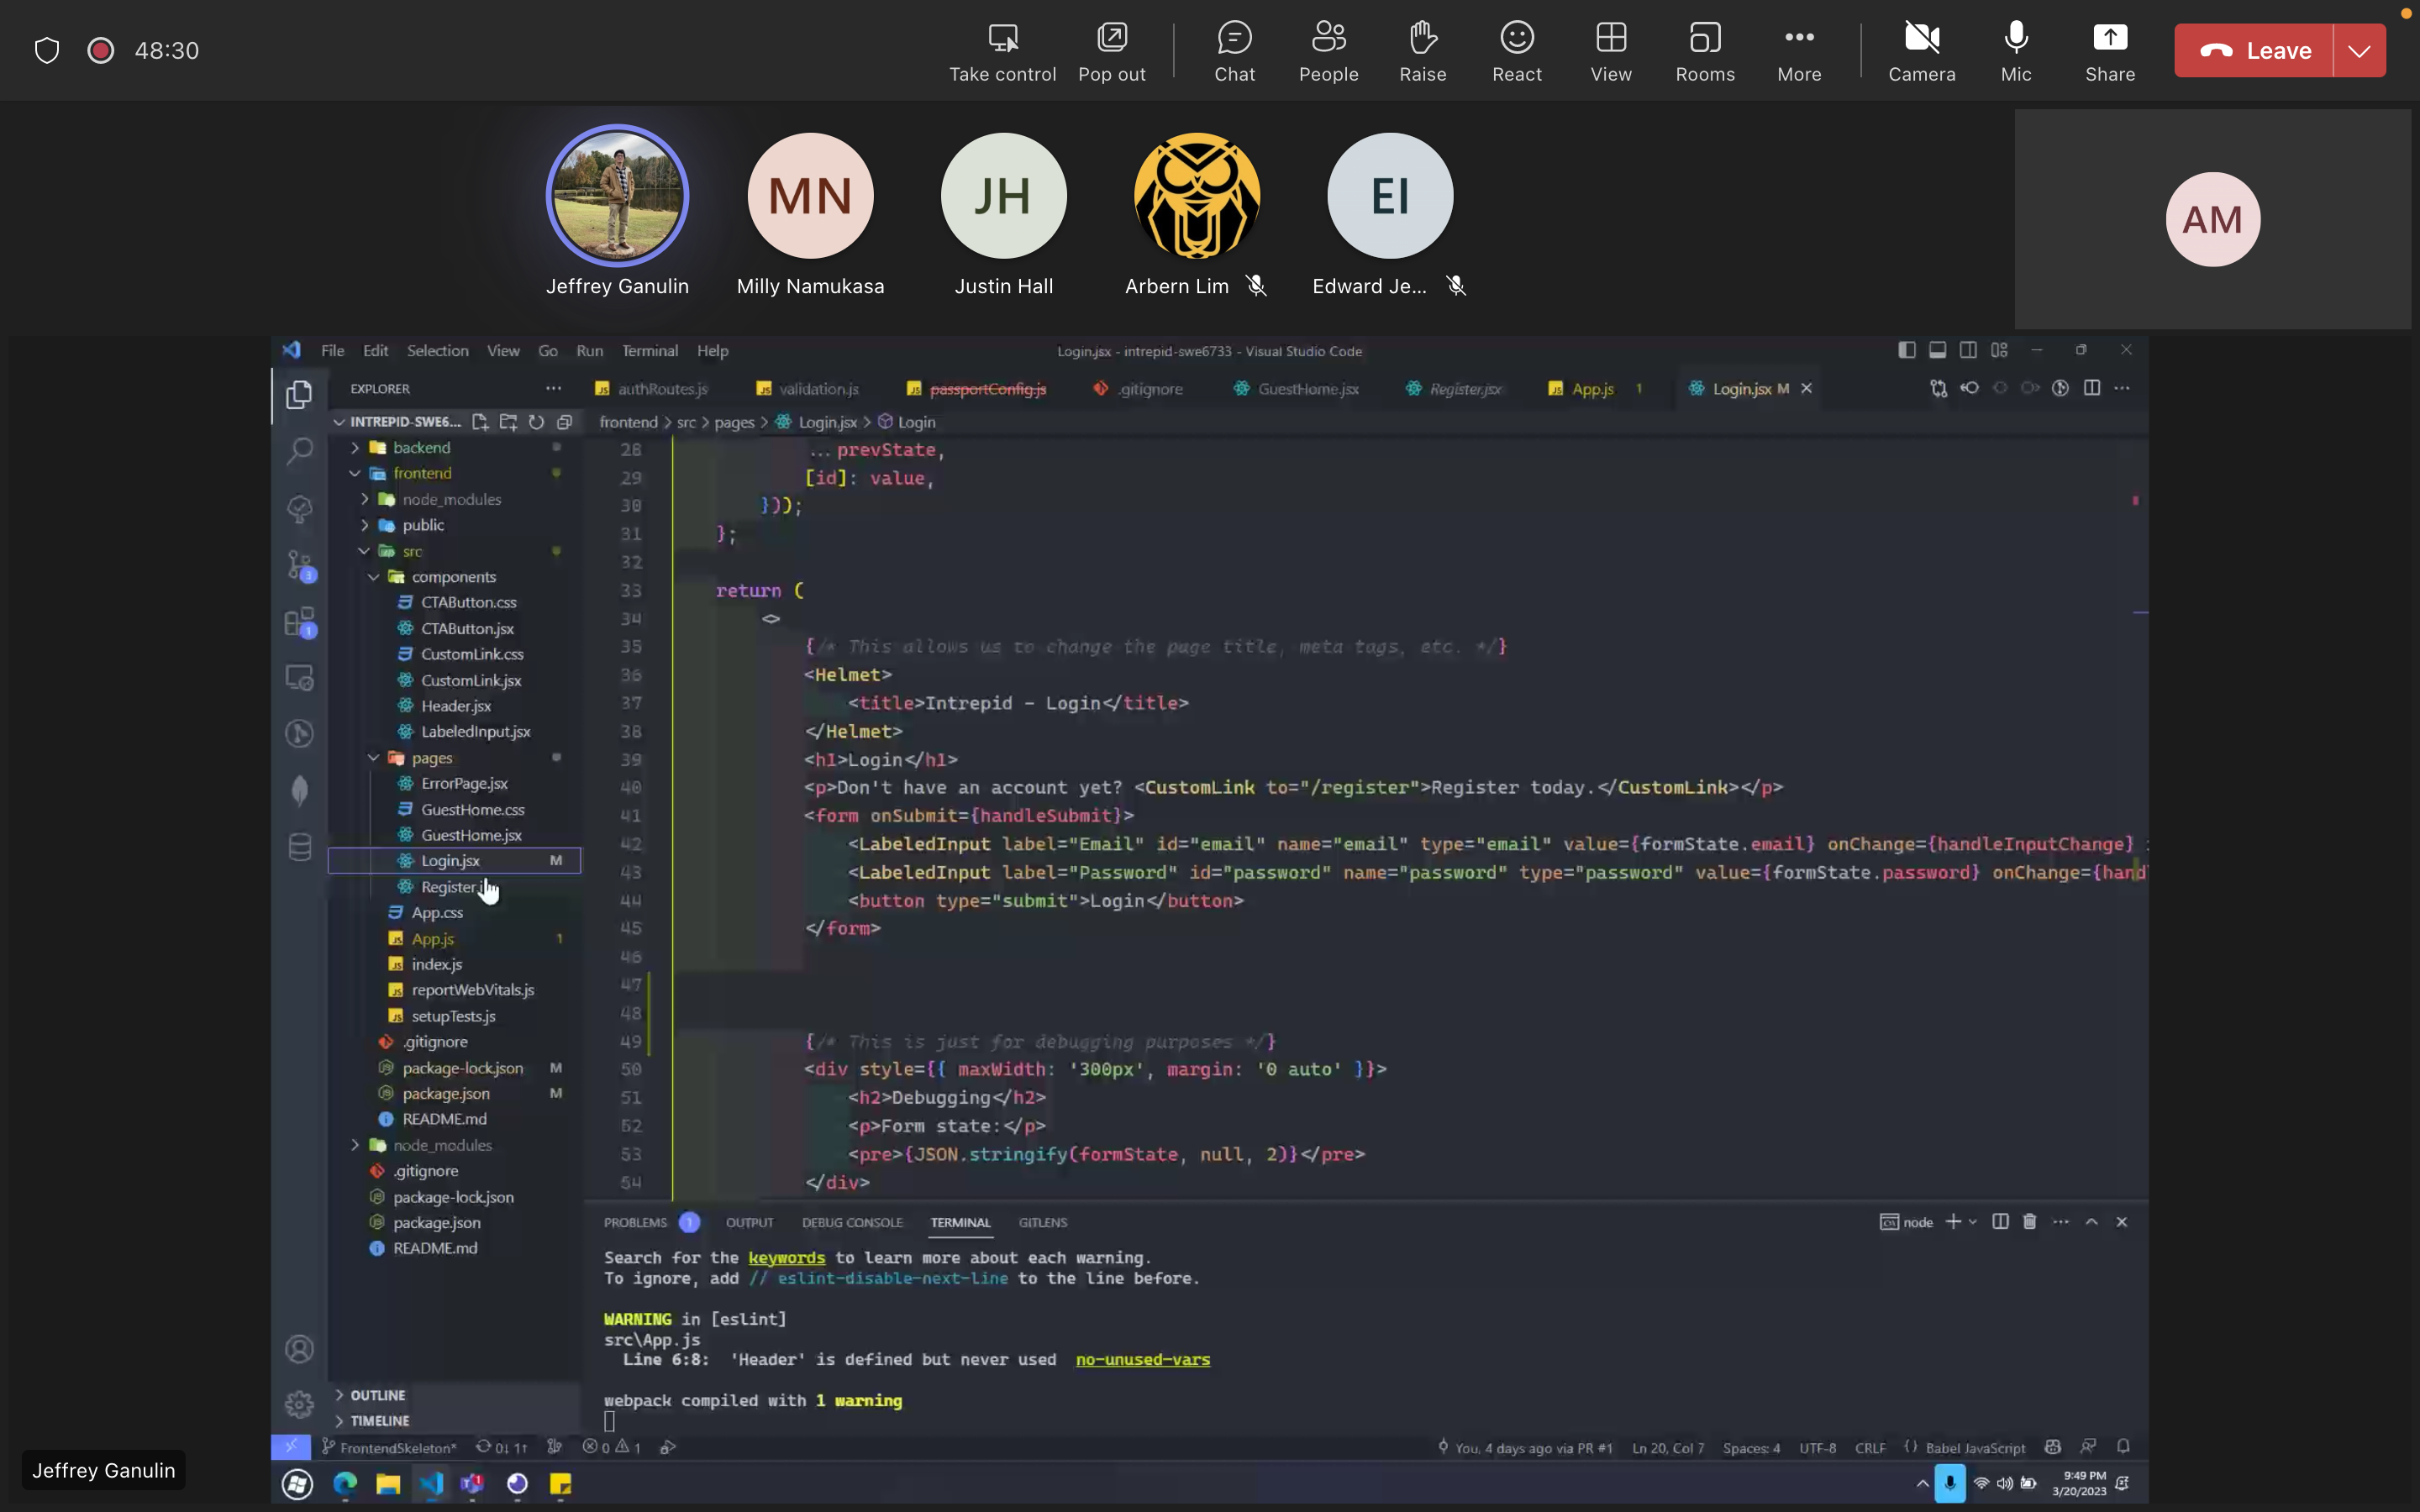 48:30
Take control
Pop out
Chat
People
Raise
React
View
Rooms
More
Camera
Mic
Share
Leave
MN
JH
EI
AM
Jeffrey Ganulin
Milly Namukasa
Justin Hall
Arbern Lim
Edward Je...
File Edit Selection View Go Run Terminal Help
Login.jsx - intrepid-swe6733 - Visual Studio Code
EXPLORER
authRoutes.js
validation.js
passportConfig.js
.gitignore
GuestHome.jsx
Register.jsx
App.js 1
Login.jsx M
INTREPID-SWE6...
frontend > src > pages > Login.jsx > Login
backend
frontend
node_modules
public
src
components
CTAButton.css
CTAButton.jsx
CustomLink.css
CustomLink.jsx
Header.jsx
LabeledInput.jsx
pages
ErrorPage.jsx
GuestHome.css
GuestHome.jsx
Login.jsx M
Register.j
App.css
App.js 1
index.js
reportWebVitals.js
setupTests.js
.gitignore
package-lock.json M
package.json M
README.md
node_modules
.gitignore
package-lock.json
package.json
README.md
OUTLINE
TIMELINE
28 ...prevState,
29 [id]: value,
30 }));
31 };
32
33 return (
34 <>
35 {/* This allows us to change the page title, meta tags, etc. */}
36 <Helmet>
37 <title>Intrepid - Login</title>
38 </Helmet>
39 <h1>Login</h1>
40 <p>Don't have an account yet? <CustomLink to="/register">Register today.</CustomLink></p>
41 <form onSubmit={handleSubmit}>
42 <LabeledInput label="Email" id="email" name="email" type="email" value={formState.email} onChange={handleInputChange}
43 <LabeledInput label="Password" id="password" name="password" type="password" value={formState.password} onChange={hand
44 <button type="submit">Login</button>
45 </form>
46
47
48
49 {/* This is just for debugging purposes */}
50 <div style={{ maxWidth: '300px', margin: '0 auto' }}>
51 <h2>Debugging</h2>
52 <p>Form state:</p>
53 <pre>{JSON.stringify(formState, null, 2)}</pre>
54 </div>
PROBLEMS 1 OUTPUT DEBUG CONSOLE TERMINAL GITLENS
node
Search for the keywords to learn more about each warning.
To ignore, add // eslint-disable-next-line to the line before.
WARNING in [eslint]
src\App.js
Line 6:8: 'Header' is defined but never used no-unused-vars
webpack compiled with 1 warning
FrontendSkeleton* 0↓ 1↑ 0 1
You, 4 days ago via PR #1 Ln 20, Col 7 Spaces: 4 UTF-8 CRLF {} Babel JavaScript
Jeffrey Ganulin
9:49 PM
3/20/2023